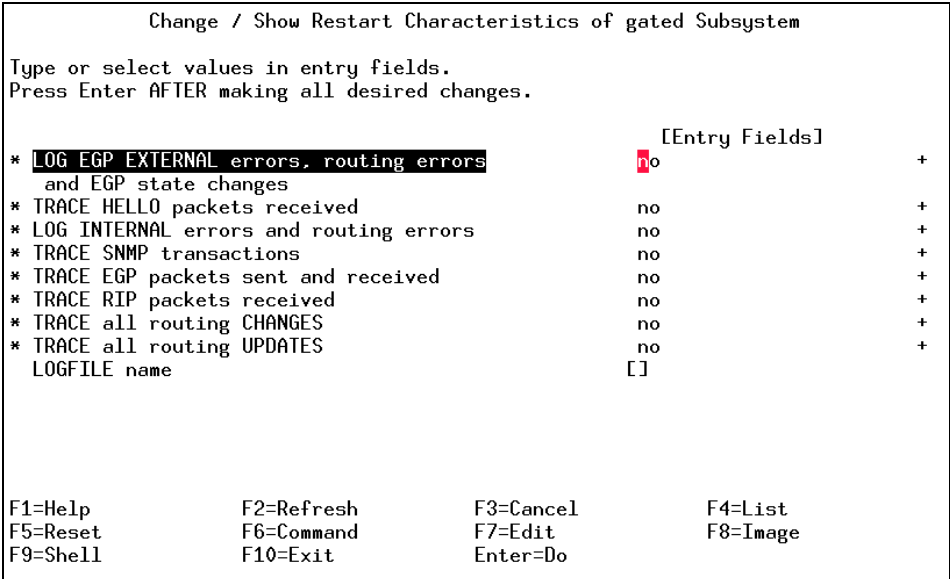 Change / Show Restart Characteristics of gated Subsystem
Type or select values in entry fields.
Press Enter AFTER making all desired changes.
[Entry Fields]
* LOG EGP EXTERNAL errors, routing errors no +
and EGP state changes
* TRACE HELLO packets received no +
* LOG INTERNAL errors and routing errors no +
* TRACE SNMP transactions no +
* TRACE EGP packets sent and received no +
* TRACE RIP packets received no +
* TRACE all routing CHANGES no +
* TRACE all routing UPDATES no +
LOGFILE name []
F1=Help F2=Refresh F3=Cancel F4=List
F5=Reset F6=Command F7=Edit F8=Image
F9=Shell F10=Exit Enter=Do